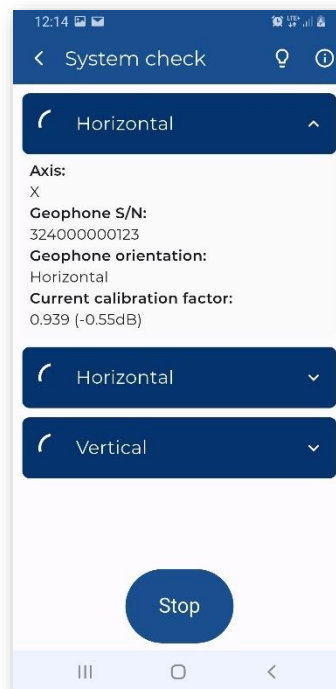 12:14
System check
Horizontal
Axis:
X
Geophone S/N:
324000000123
Geophone orientation:
Horizontal
Current calibration factor:
0.939 (-0.55dB)
Horizontal
Vertical
Stop